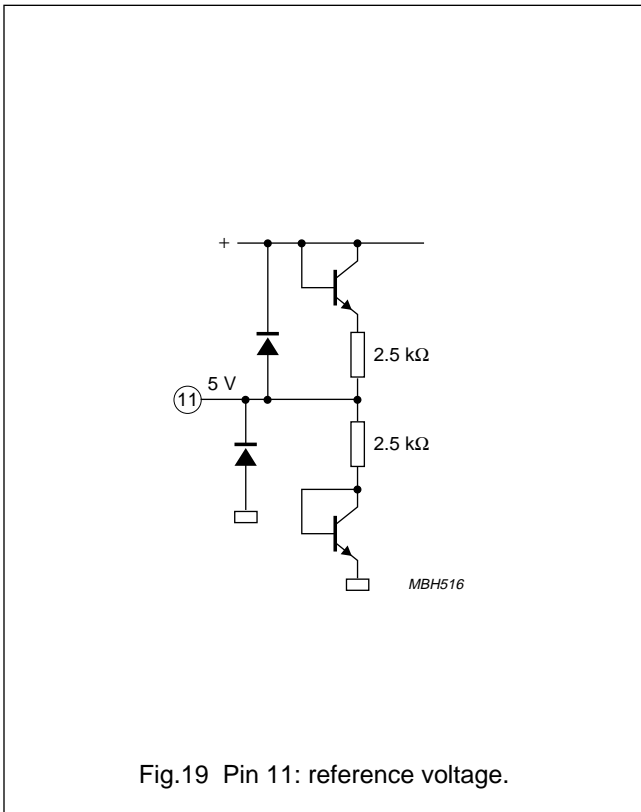 +
2.5 kΩ
11 5 V
2.5 kΩ
MBH516
Fig.19 Pin 11: reference voltage.